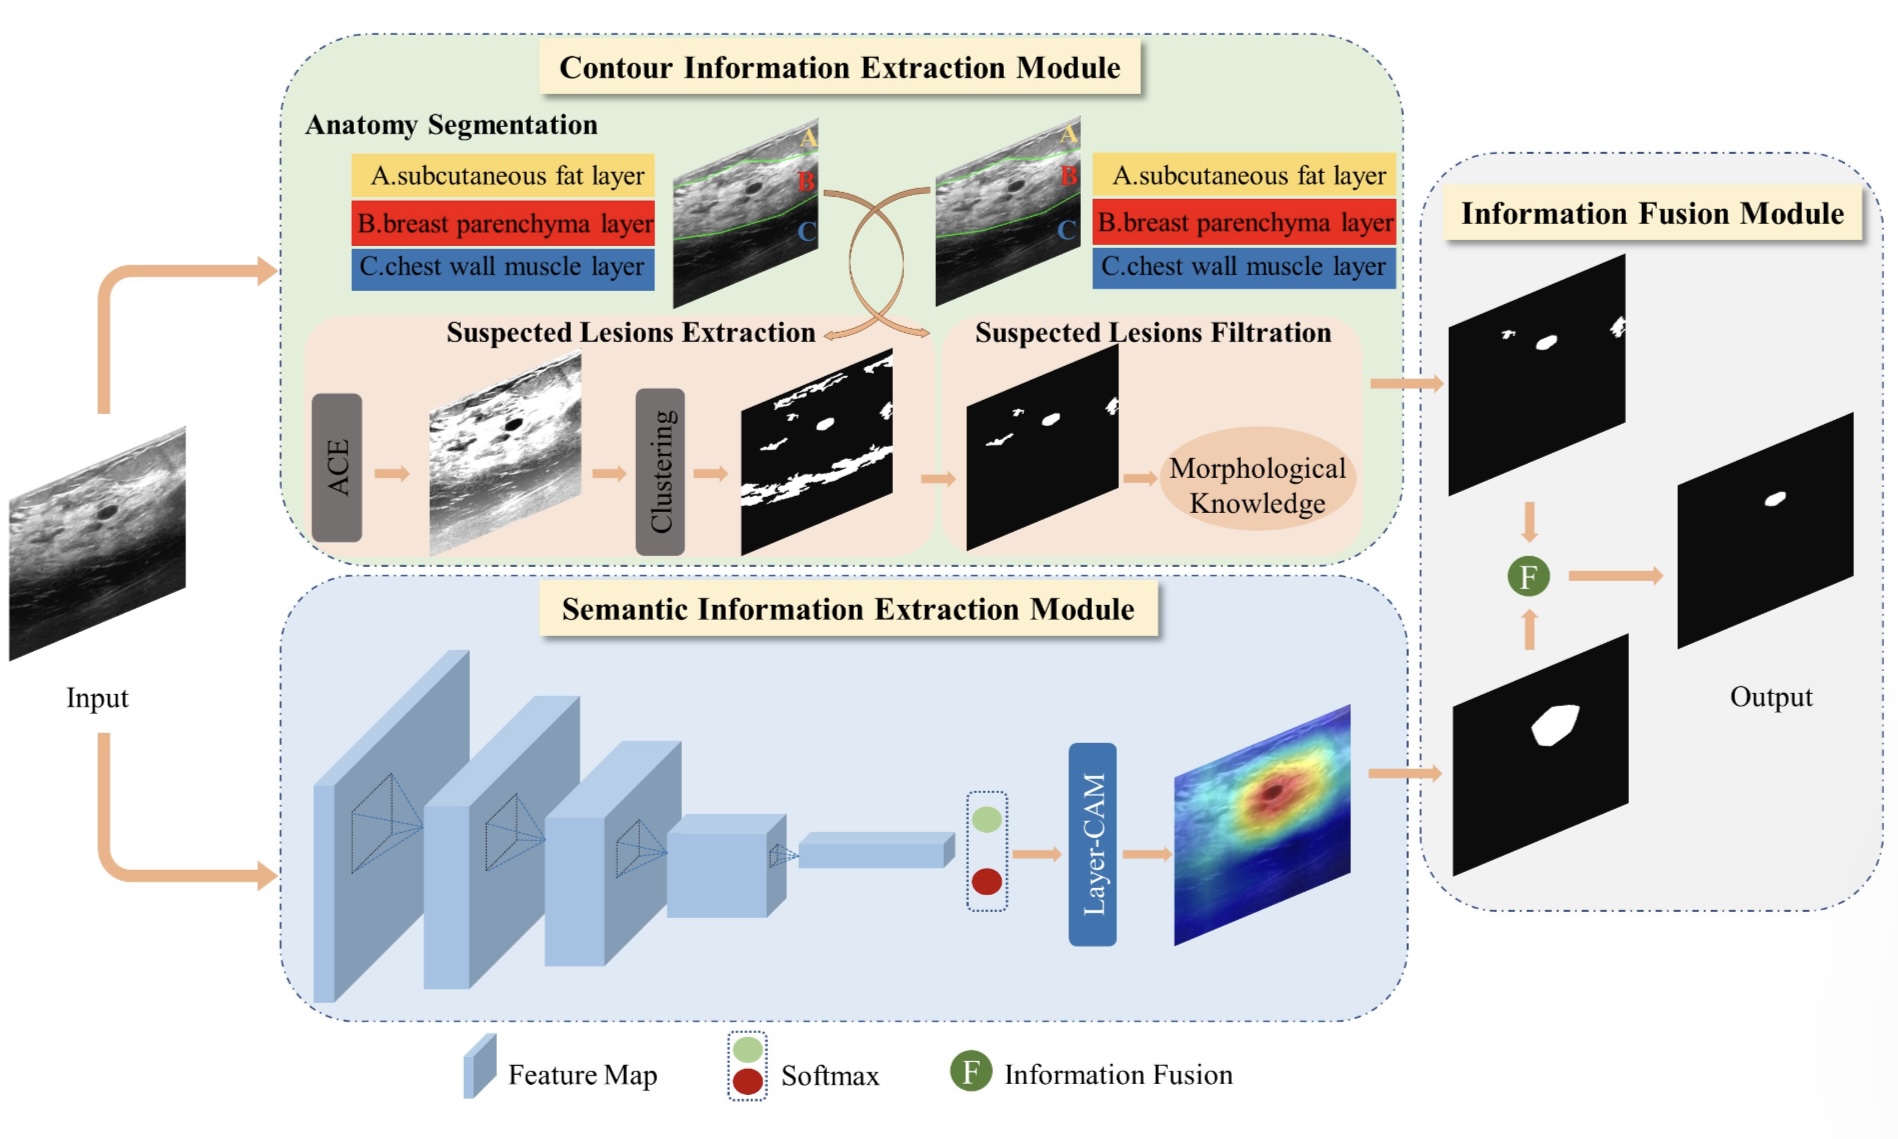 Contour Information Extraction Module
Anatomy Segmentation
A.subcutaneous fat layer
B.breast parenchyma layer
C.chest wall muscle layer
A
B
C
A
B
C
A.subcutaneous fat layer
B.breast parenchyma layer
C.chest wall muscle layer
Suspected Lesions Extraction
Suspected Lesions Filtration
ACE
Clustering
Morphological
Knowledge
Information Fusion Module
F
Output
Input
Semantic Information Extraction Module
Layer-CAM
Feature Map
Softmax
F
Information Fusion